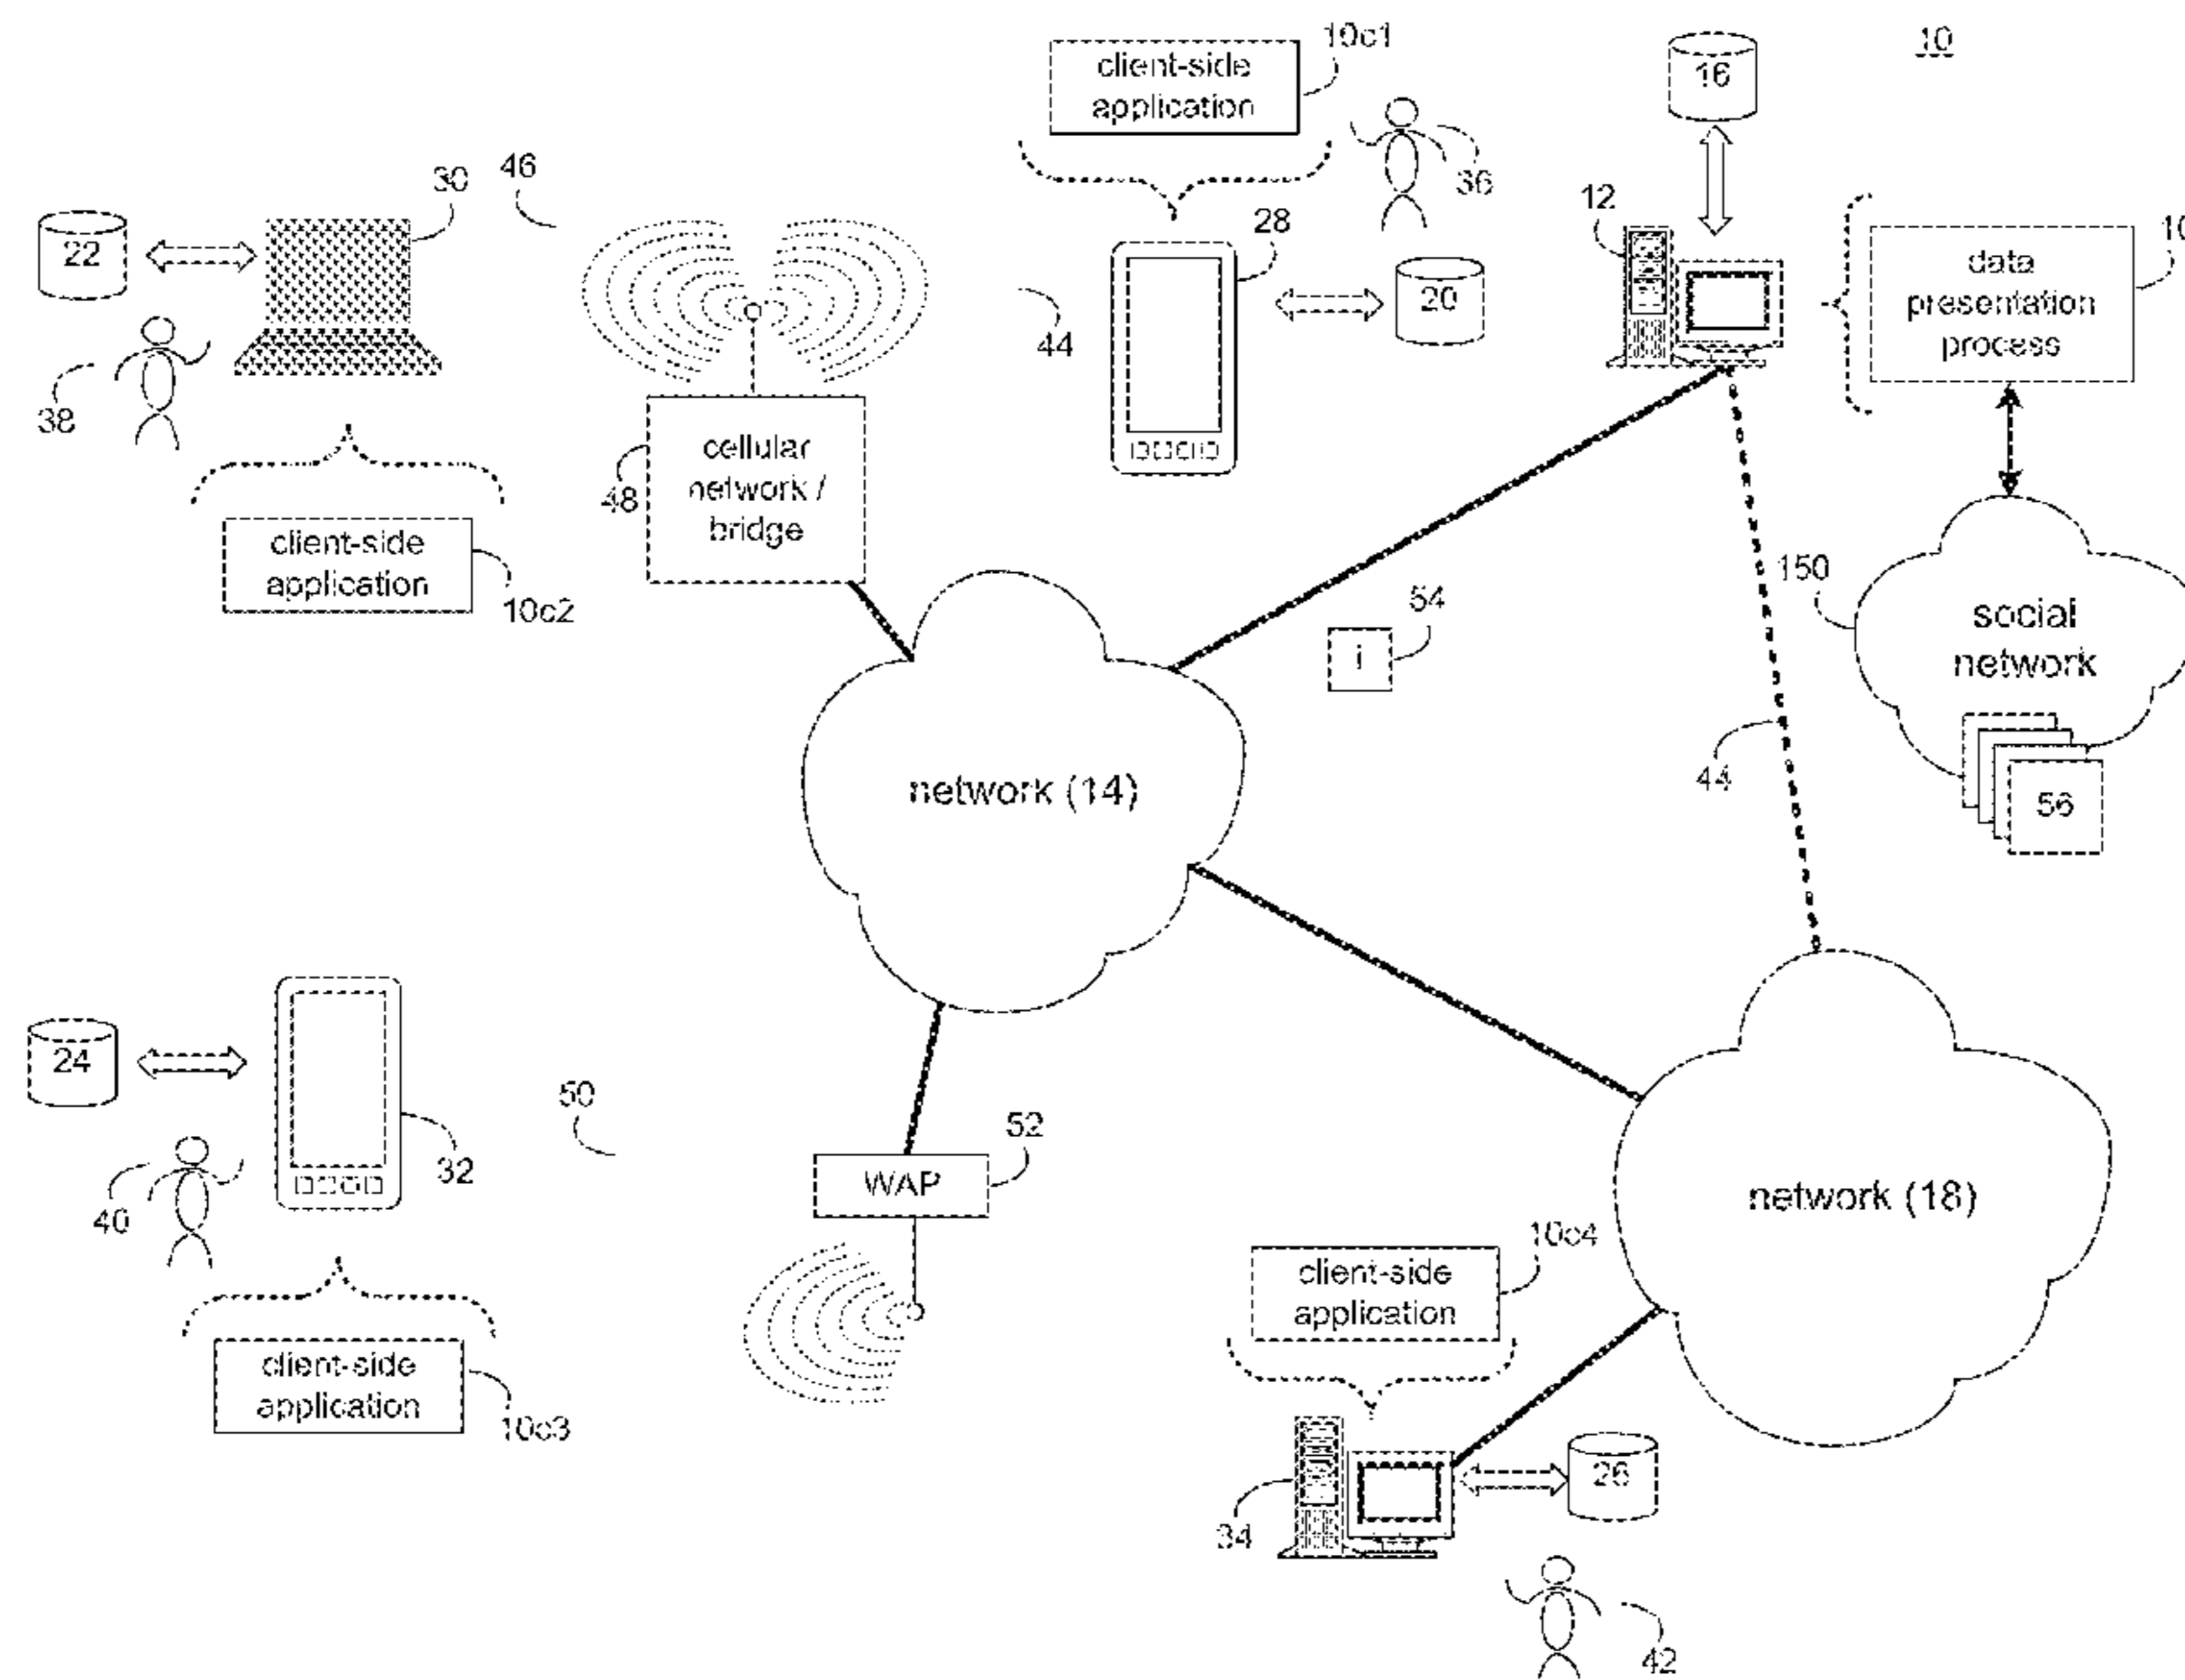 10
10c1
client-side
application
16
36
46
30
22
28
12
20
10
data
presentation
process
44
38
cellular
network /
bridge
48
client-side
application
10c2
54
i
150
social
network
network (14)
44
56
24
50
52
32
WAP
40
network (18)
10c4
client-side
application
client-side
application
10c3
26
34
42